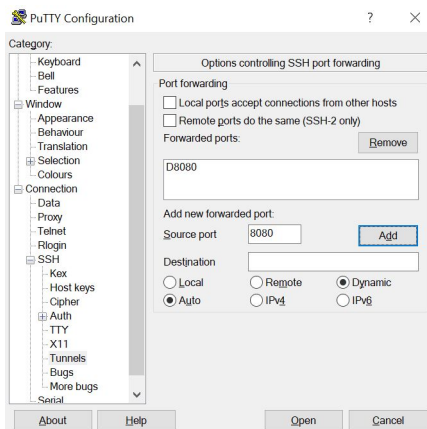 PuTTY Configuration ? ×
Category:
Keyboard
Bell
Features
Window
Appearance
Behaviour
Translation
Selection
Colours
Connection
Data
Proxy
Telnet
Rlogin
SSH
Kex
Host keys
Cipher
Auth
TTY
X11
Tunnels
Bugs
More bugs
Serial
Options controlling SSH port forwarding
Port forwarding
Local ports accept connections from other hosts
Remote ports do the same (SSH-2 only)
Forwarded ports: Remove
D8080
Add new forwarded port:
Source port 8080 Add
Destination
Local Remote Dynamic
Auto IPv4 IPv6
About Help Open Cancel